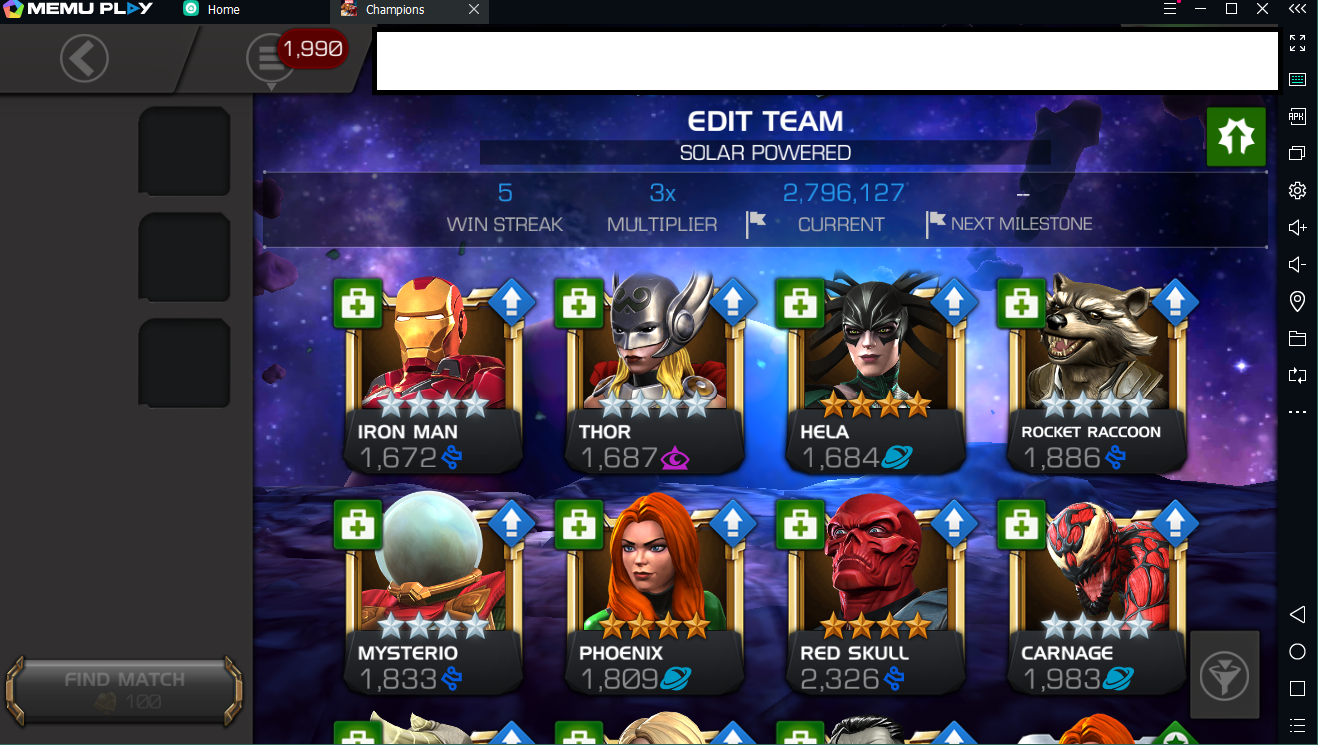 MEMU PLAY
Home
Champions
1,990
EDIT TEAM
SOLAR POWERED
5
3x
2,796,127
--
WIN STREAK
MULTIPLIER
CURRENT
NEXT MILESTONE
IRON MAN
1,672
THOR
1,687
HELA
1,684
ROCKET RACCOON
1,886
MYSTERIO
1,833
PHOENIX
1,809
RED SKULL
2,326
CARNAGE
1,983
FIND MATCH
100
APK